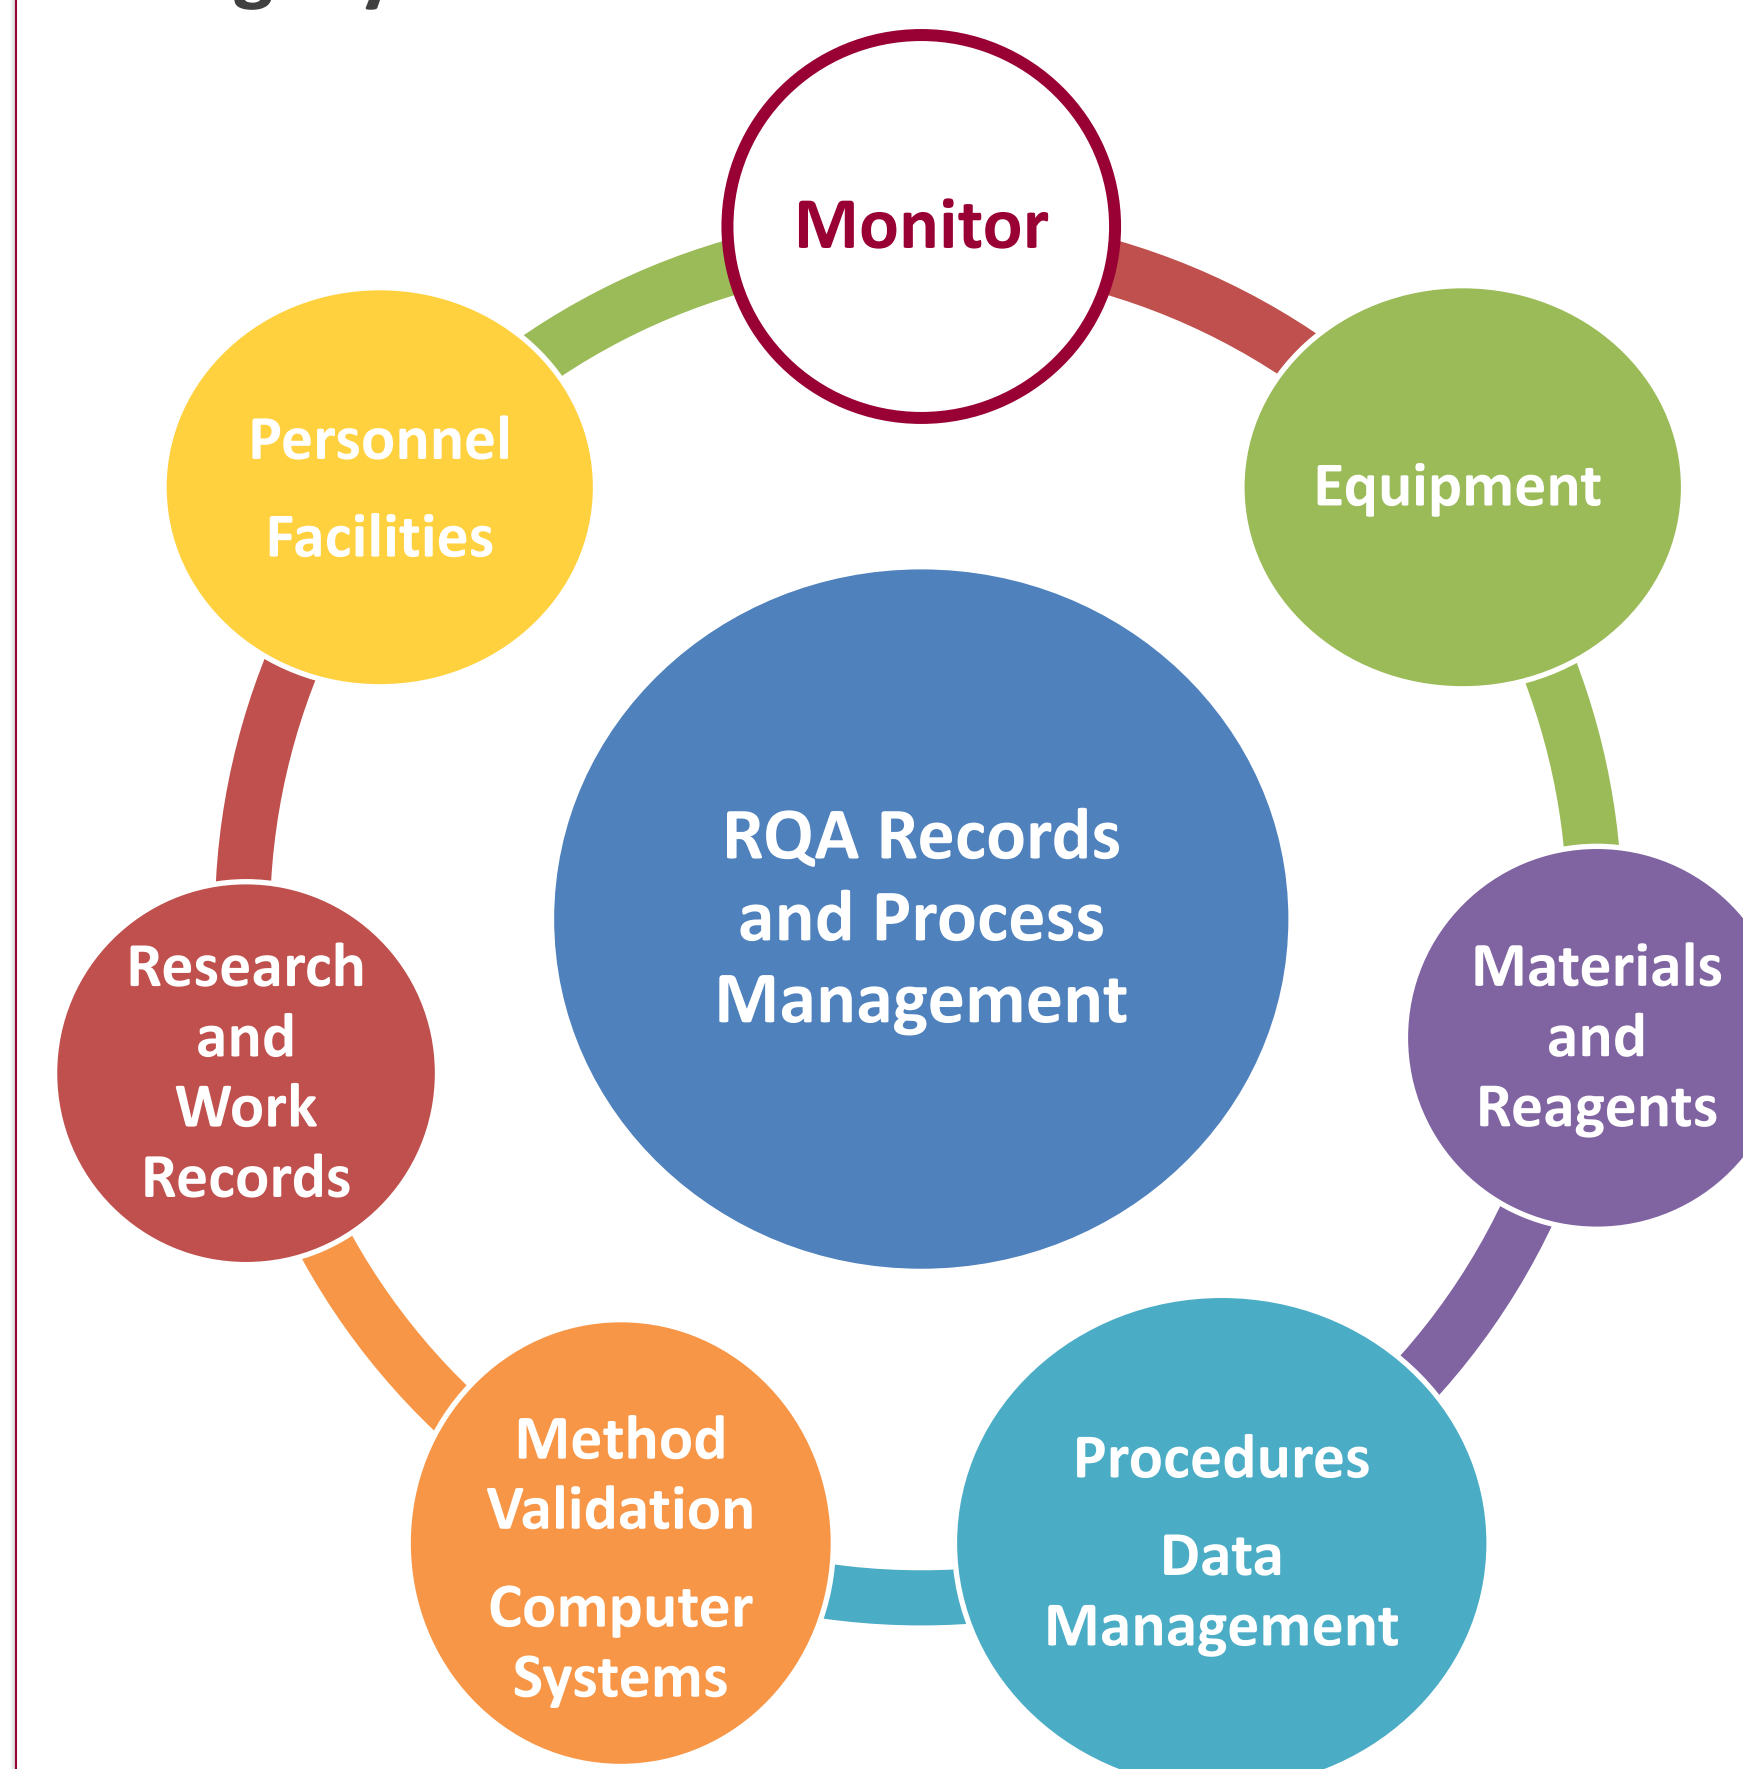 Monitor
Equipment
Materials
and
Reagents
Procedures
Data
Management
Method
Validation
Computer
Systems
Research
and
Work
Records
Personnel
Facilities
RQA Records
and Process
Management